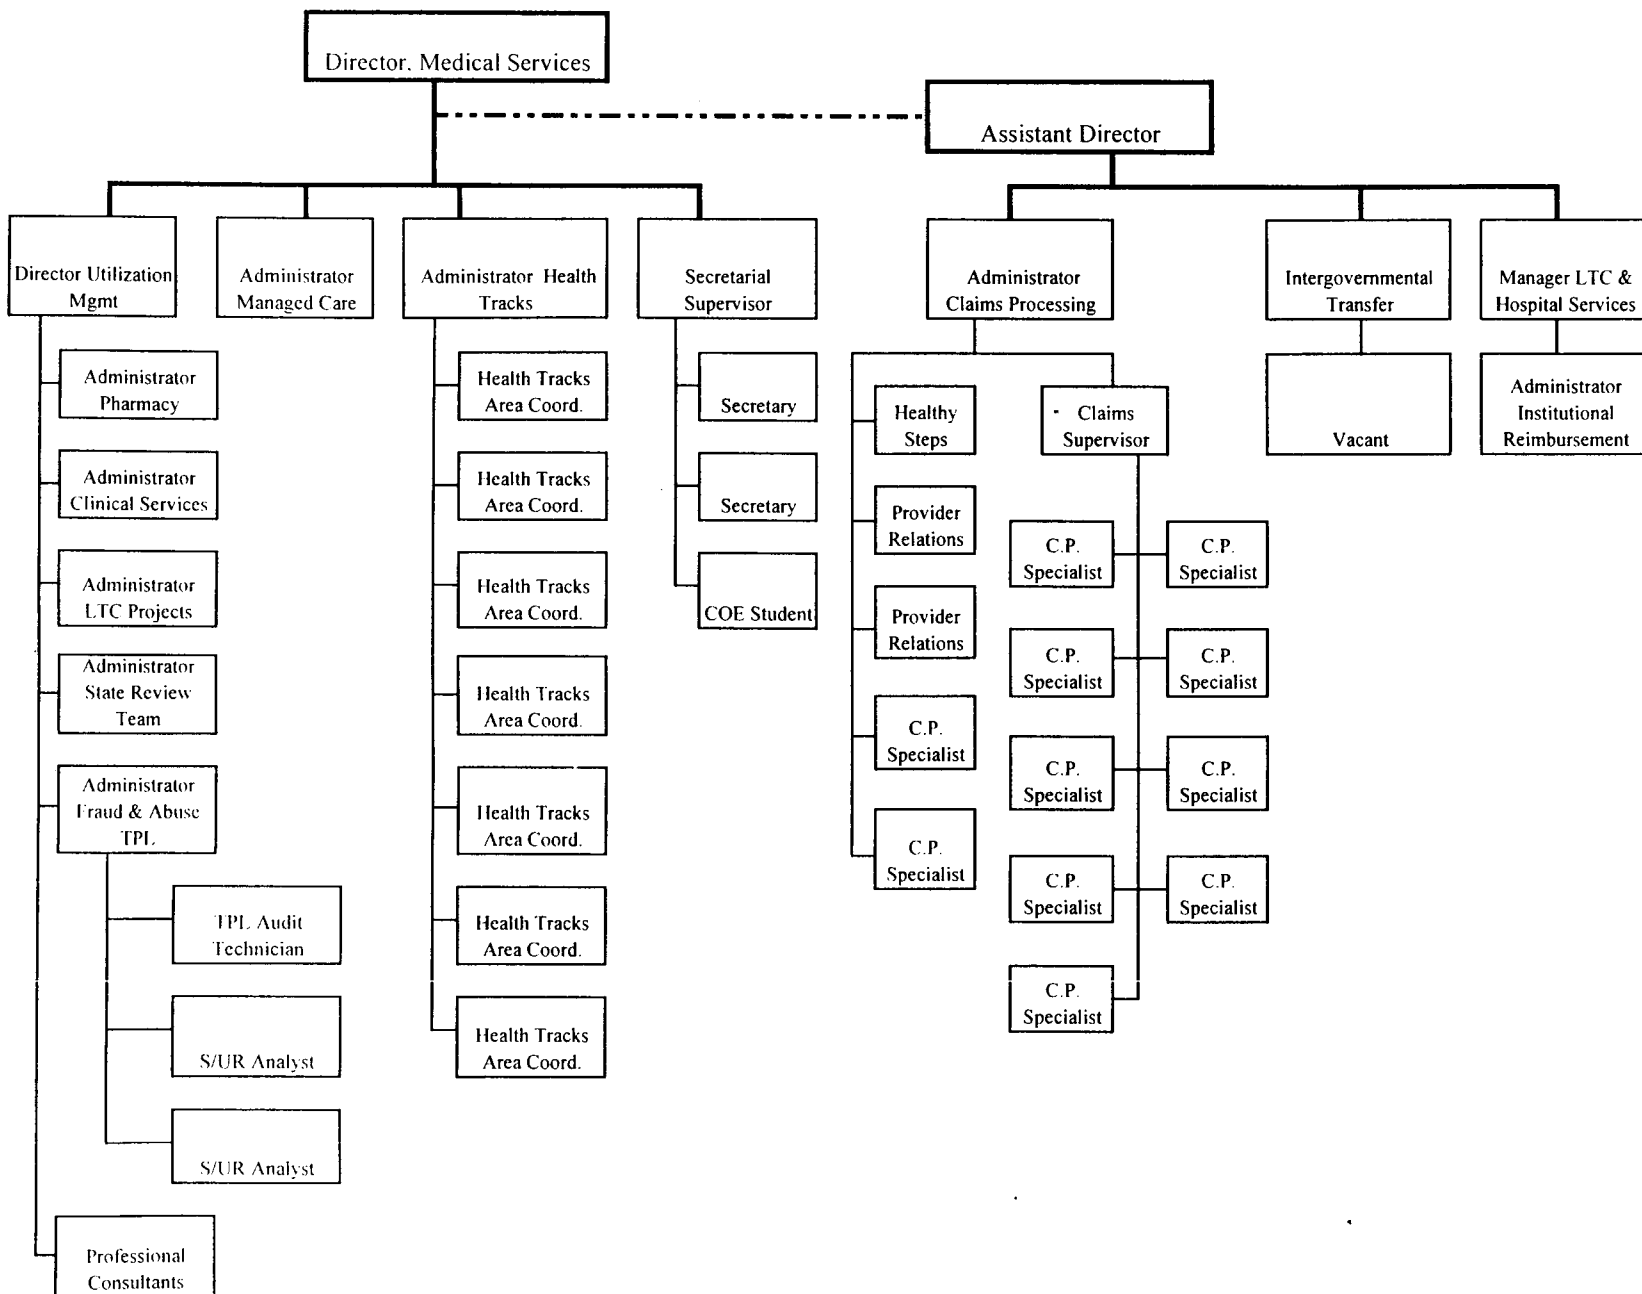 Director. Medical Services
Assistant Director
Director Utilization
Mgmt
Administrator
Managed Care
Administrator Health
Tracks
Secretarial
Supervisor
Administrator
Claims Processing
Intergovernmental
Transfer
Manager LTC &
Hospital Services
Administrator
Pharmacy
Administrator
Clinical Services
Administrator
LTC Projects
Administrator
State Review
Team
Administrator
Fraud & Abuse
TPL
TPL Audit
Technician
S/UR Analyst
S/UR Analyst
Professional
Consultants
Health Tracks
Area Coord.
Health Tracks
Area Coord.
Health Tracks
Area Coord.
Health Tracks
Area Coord.
Health Tracks
Area Coord.
Health Tracks
Area Coord.
Health Tracks
Area Coord.
Secretary
Secretary
COE Student
Healthy
Steps
Provider
Relations
Provider
Relations
C.P.
Specialist
C.P.
Specialist
Claims
Supervisor
C.P.
Specialist
C.P.
Specialist
C.P.
Specialist
C.P.
Specialist
C.P.
Specialist
C.P.
Specialist
C.P.
Specialist
C.P.
Specialist
C.P.
Specialist
Vacant
Administrator
Institutional
Reimbursement